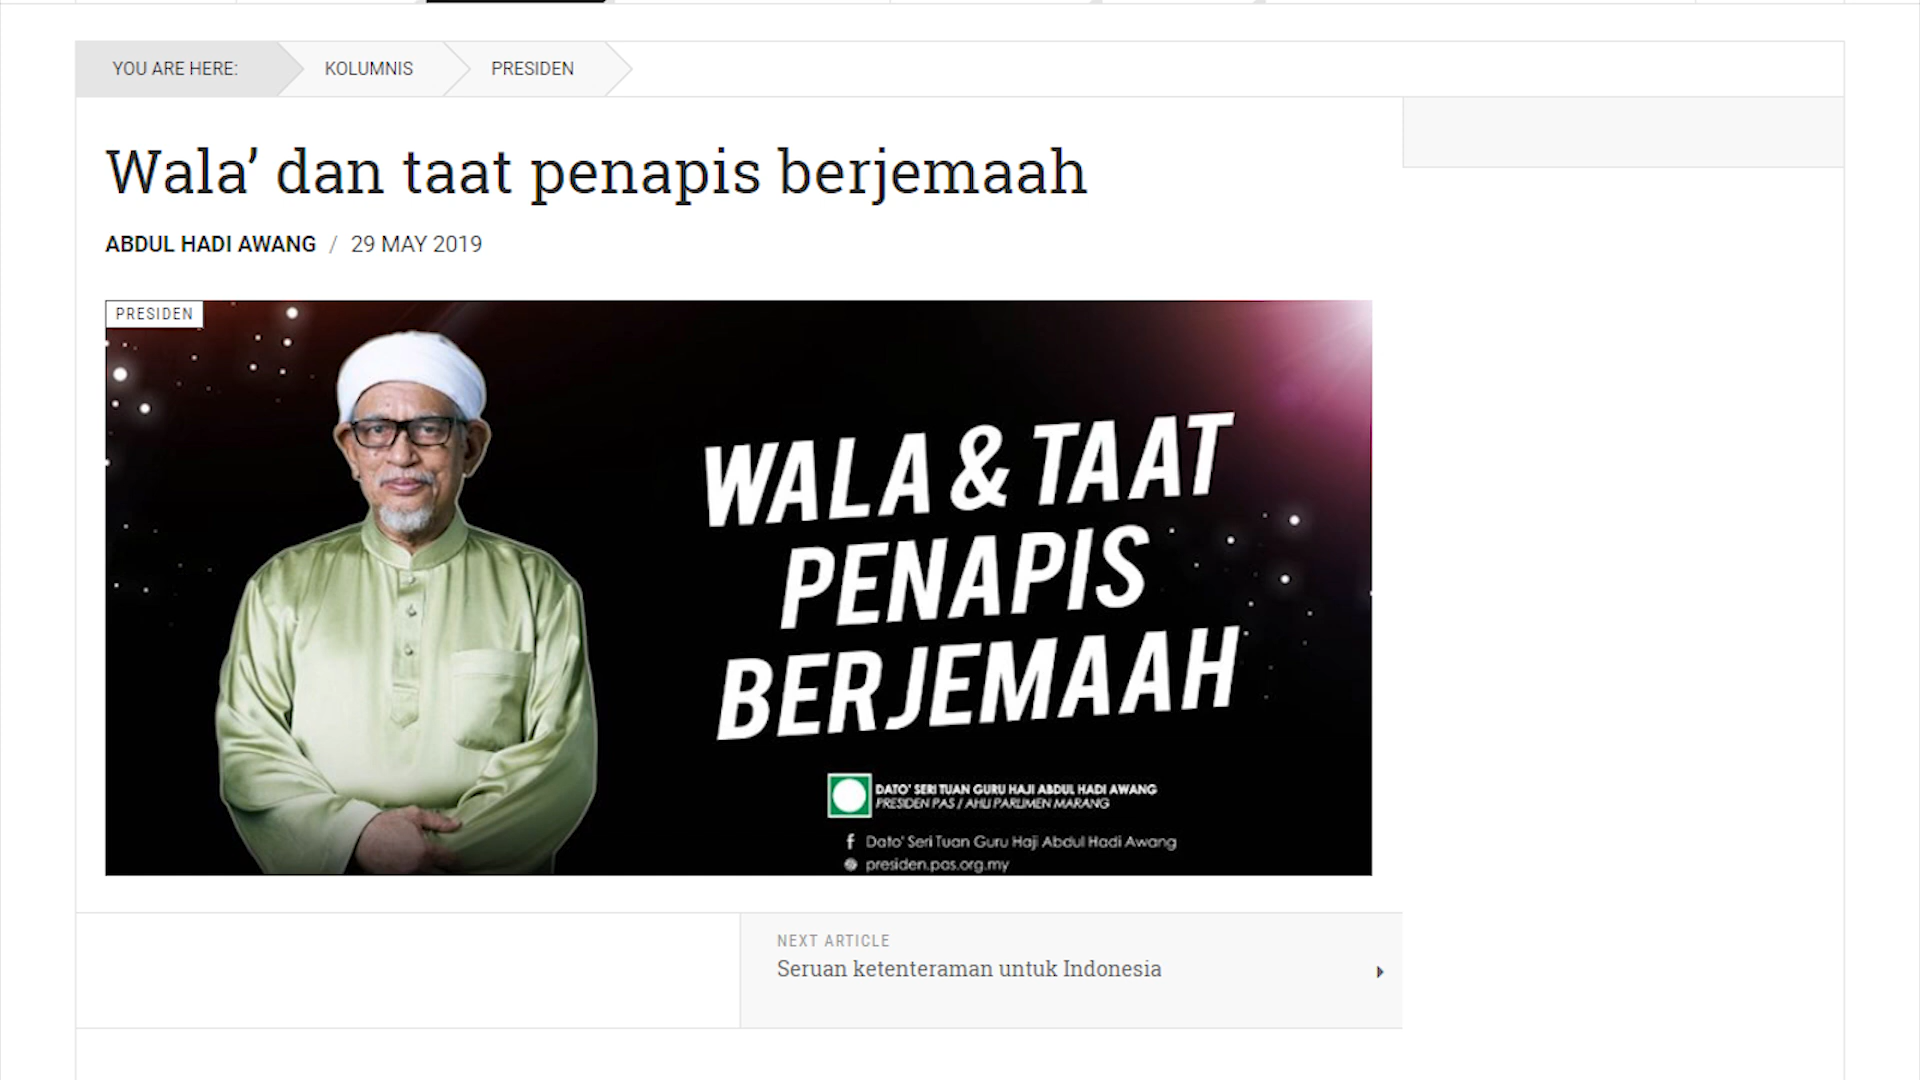 YOU ARE HERE:
KOLUMNIS
PRESIDEN
Wala’ dan taat penapis berjemaah
ABDUL HADI AWANG / 29 MAY 2019
PRESIDEN
WALA & TAAT
PENAPIS
BERJEMAAH
DATO' SERI TUAN GURU HAJI ABDUL HADI AWANG
PRESIDEN PAS / AHLI PARLIMEN MARANG
f Dato' Seri Tuan Guru Haji Abdul Hadi Awang
presiden.pas.org.my
NEXT ARTICLE
Seruan ketenteraman untuk Indonesia